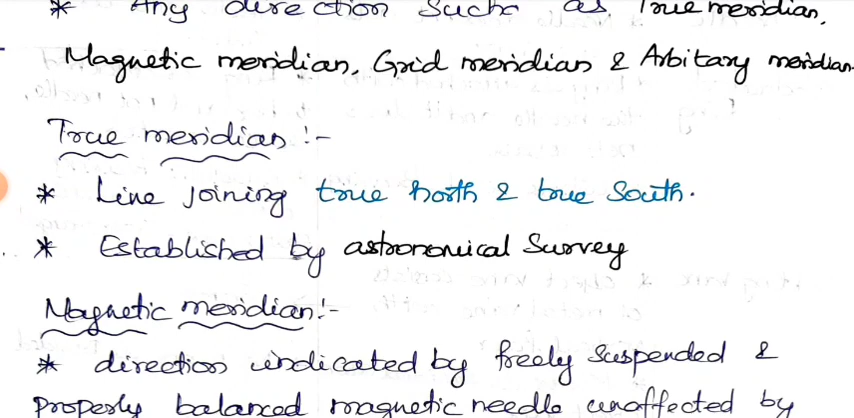 * Any direction such as True meridian,
Magnetic meridian, Grid meridian & Arbitary meridian.
True meridian :-
* Line joining true north & true South.
* Established by astronomical Survey
Magnetic meridian:-
* direction indicated by freely suspended &
properly balanced magnetic needle unaffected by